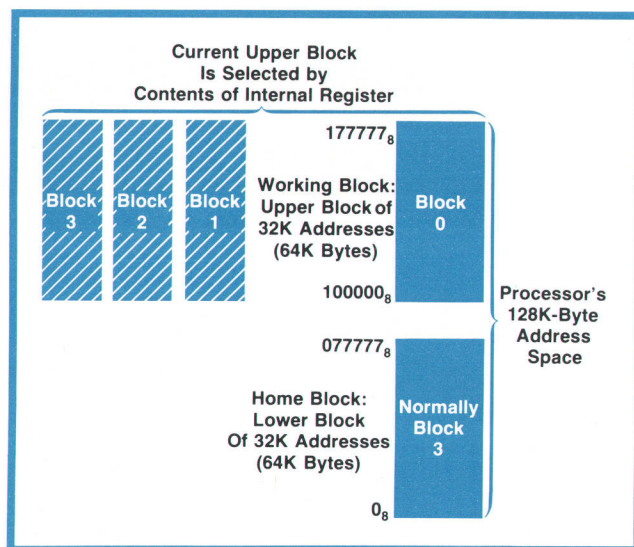 Current Upper Block
Is Selected by
Contents of Internal Register
177777₈
Block
3
Block
2
Block
1
Working Block:
Upper Block of
32K Addresses
(64K Bytes)
Block
0
100000₈
Processor's
128K-Byte
Address
Space
077777₈
Home Block:
Lower Block
Of 32K Addresses
(64K Bytes)
Normally
Block
3
0₈